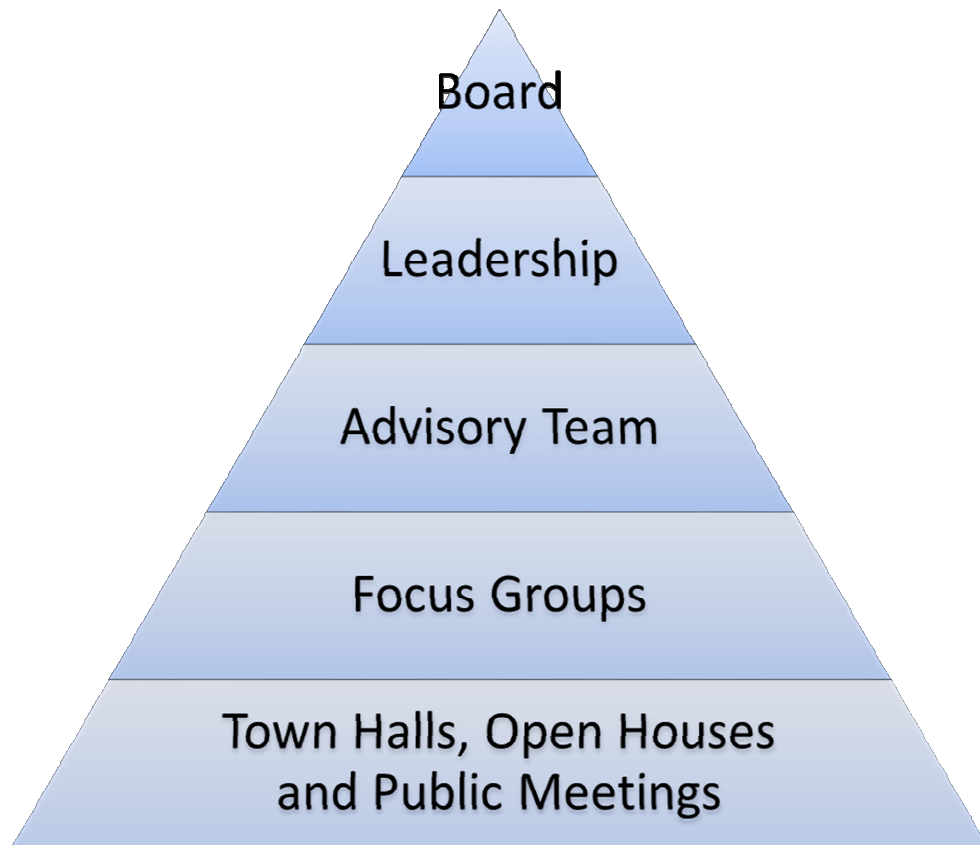 Board
Leadership
Advisory Team
Focus Groups
Town Halls, Open Houses
and Public Meetings